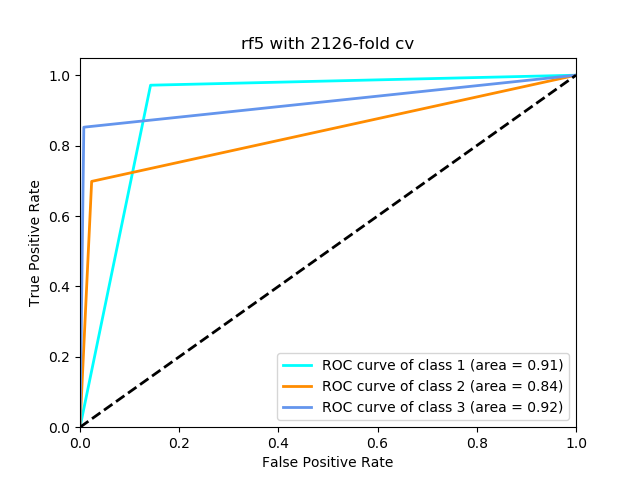 rf5 with 2126-fold cv
1.0
0.8
0.6
0.4
0.2
0.0
True Positive Rate
ROC curve of class 1 (area = 0.91)
ROC curve of class 2 (area = 0.84)
ROC curve of class 3 (area = 0.92)
0.0 0.2 0.4 0.6 0.8 1.0
False Positive Rate